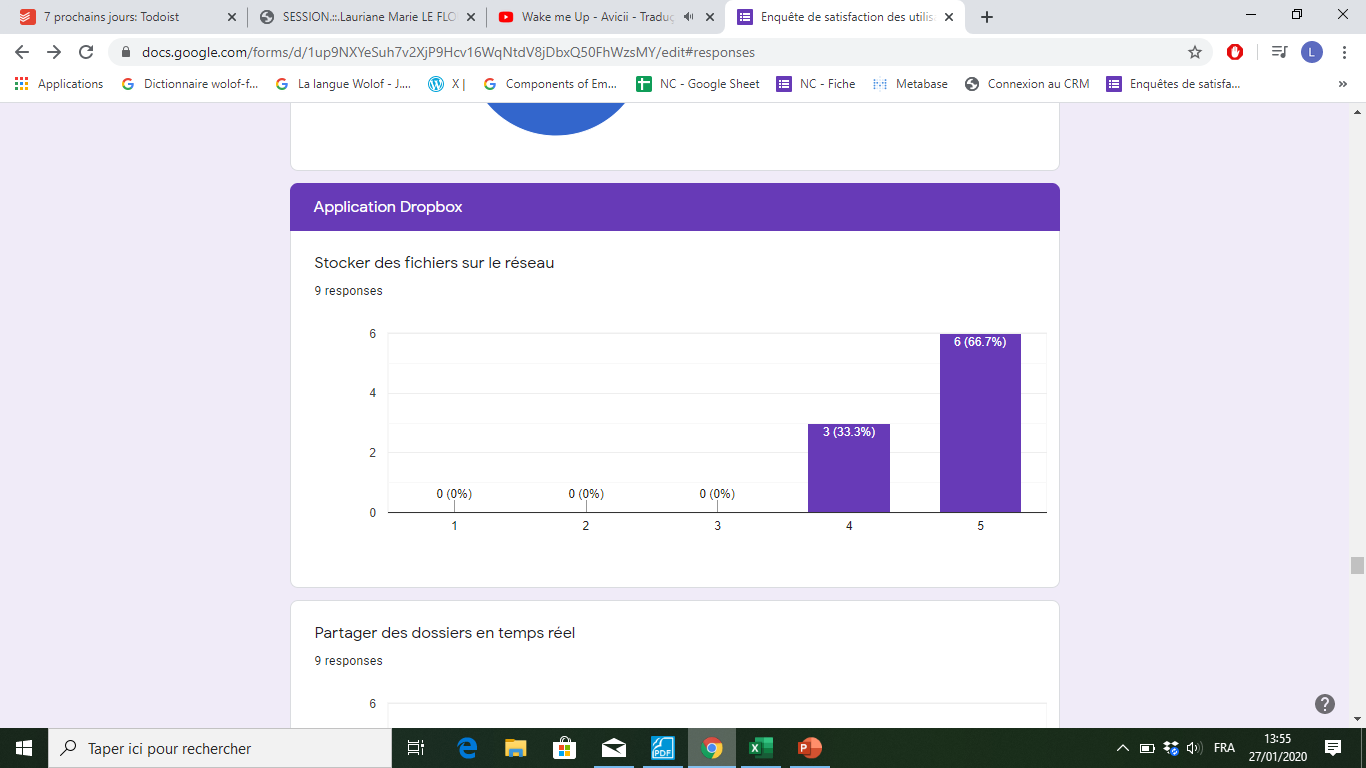 7 prochains jours: Todoist
SESSION.::.Lauriane Marie LE FLO
Wake me Up - Avicii - Traduç
Enquête de satisfaction des utilis
docs.google.com/forms/d/1up9NXYeSuh7v2XjP9Hcv16WqNtdV8jDbxQ50FhWzsMY/edit#responses
L
Applications
Dictionnaire wolof-f...
La langue Wolof - J....
X |
Components of Em...
NC - Google Sheet
NC - Fiche
Metabase
Connexion au CRM
Enquêtes de satisfa...
»
Application Dropbox
Stocker des fichiers sur le réseau
9 responses
6
4
2
0
0 (0%)
0 (0%)
0 (0%)
3 (33.3%)
6 (66.7%)
1
2
3
4
5
Partager des dossiers en temps réel
9 responses
6
?
Taper ici pour rechercher
PDF
FRA
13:55
27/01/2020